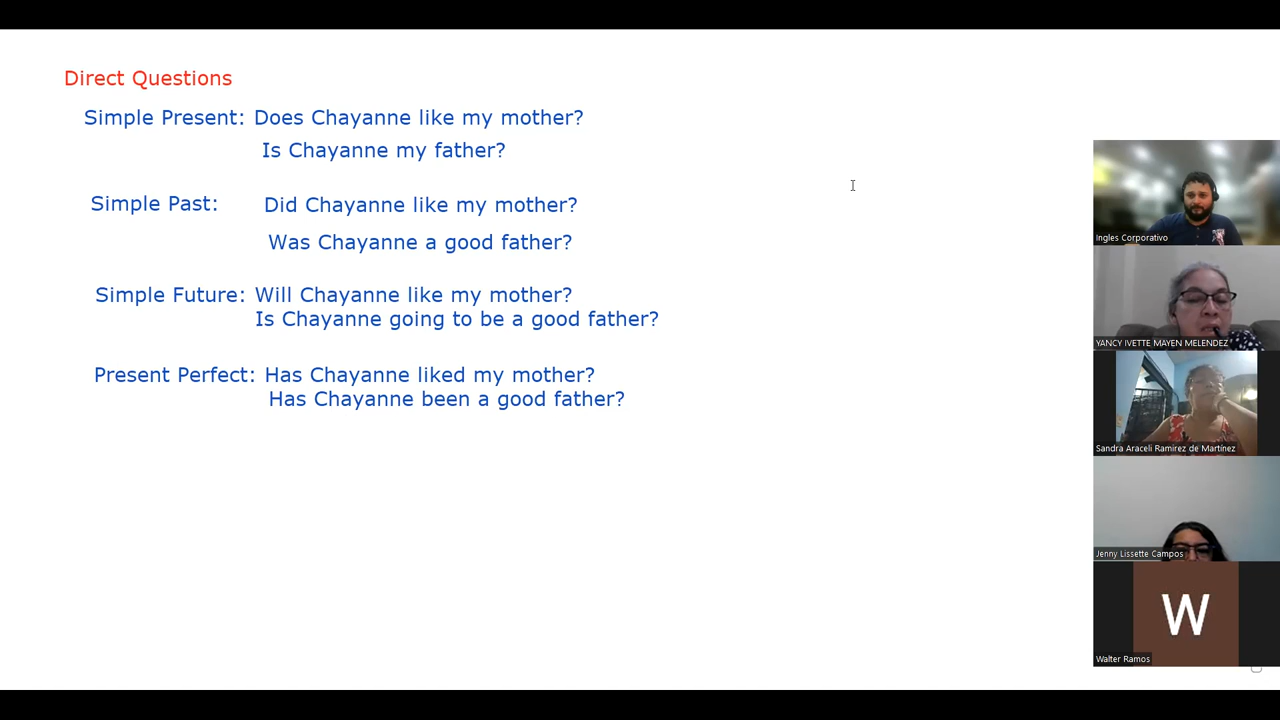 Direct Questions
Simple Present: Does Chayanne like my mother?
Is Chayanne my father?
Simple Past: Did Chayanne like my mother?
Was Chayanne a good father?
Simple Future: Will Chayanne like my mother?
Is Chayanne going to be a good father?
Present Perfect: Has Chayanne liked my mother?
Has Chayanne been a good father?
Ingles Corporativo
YANCY IVETTE MAYEN MELENDEZ
Sandra Araceli Ramirez de Martínez
Jenny Lissette Campos
W
Walter Ramos